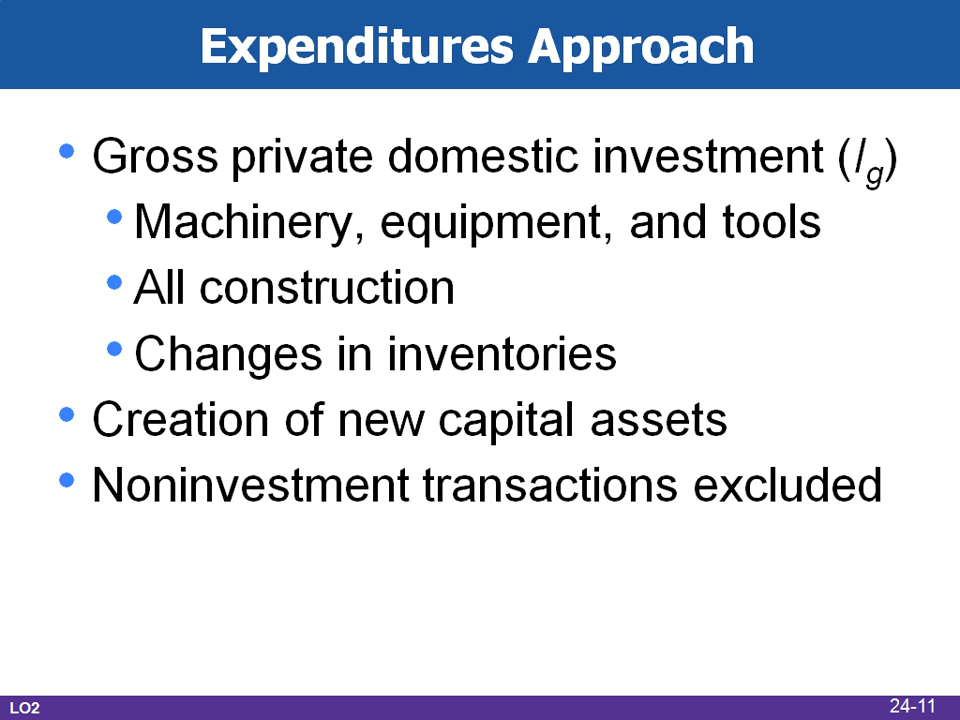 Expenditures Approach
• Gross private domestic investment (Ig)
• Machinery, equipment, and tools
• All construction
• Changes in inventories
• Creation of new capital assets
• Noninvestment transactions excluded
LO2
24-11